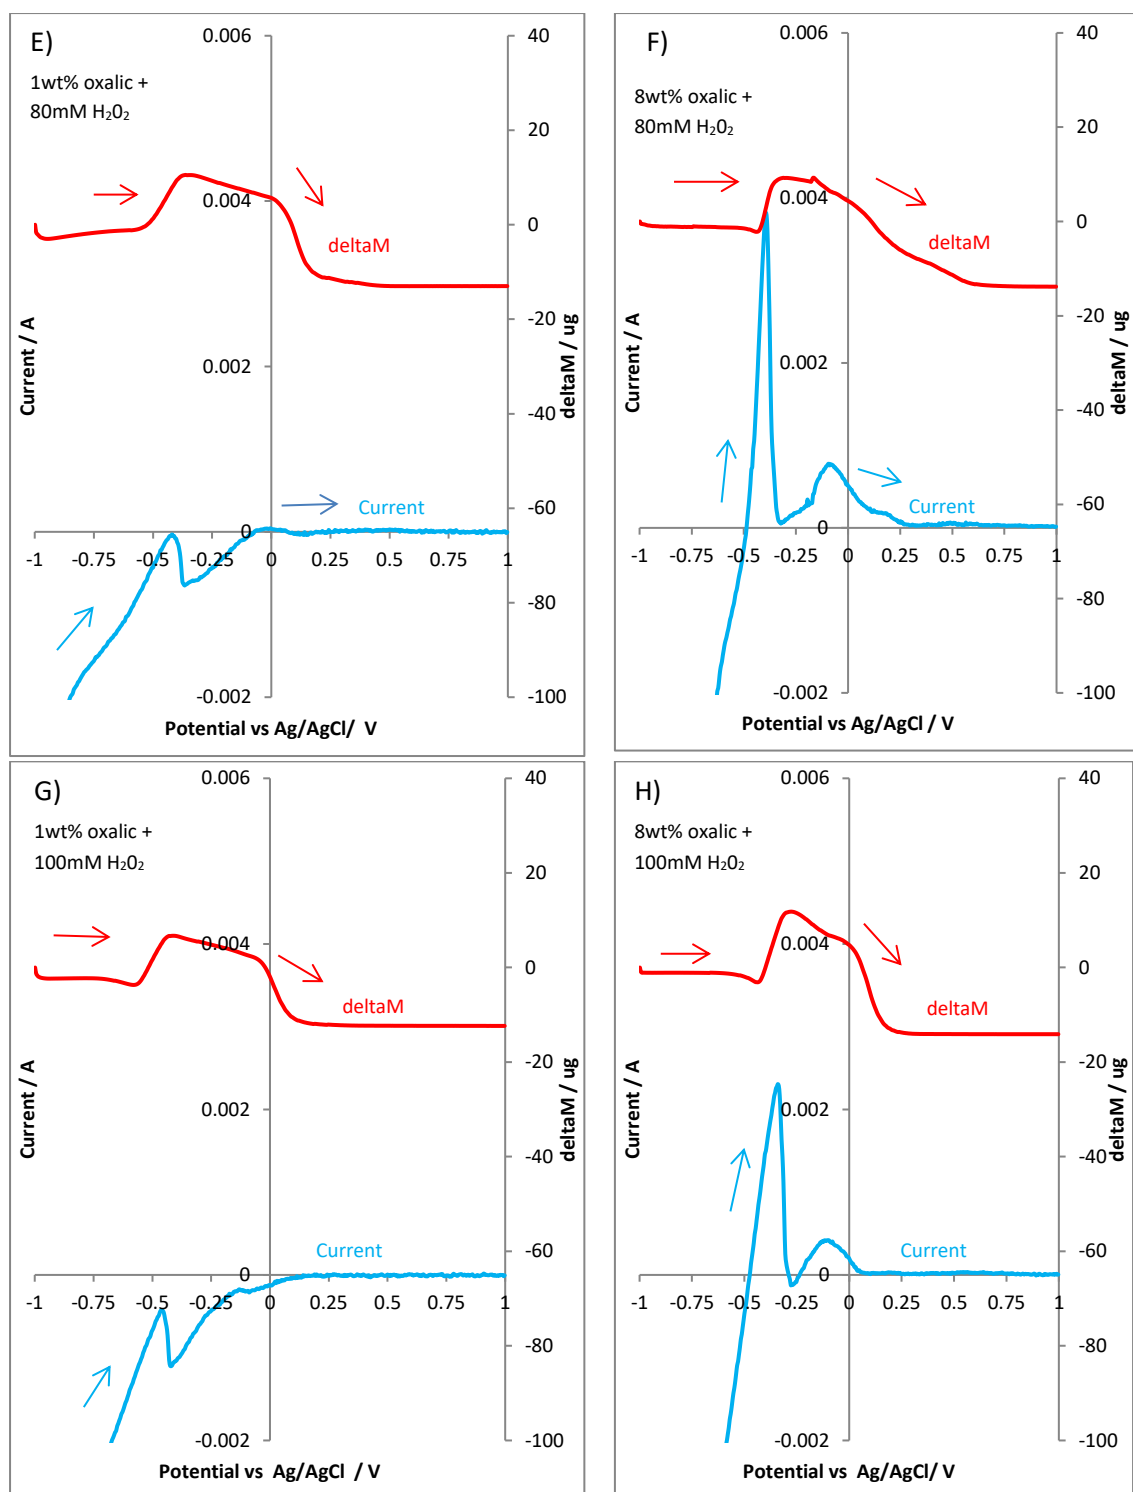 E)
1wt% oxalic +
80mM H₂0₂
0.006
0.004
0.002
0
-0.002
40
20
0
-20
-40
-60
-80
-100
deltaM
Current
Current / A
deltaM / ug
-1
-0.75
-0.5
-0.25
0
0.25
0.5
0.75
1
Potential vs Ag/AgCl/ V
F)
8wt% oxalic +
80mM H₂0₂
0.006
0.004
0.002
0
-0.002
40
20
0
-20
-40
-60
-80
-100
deltaM
Current
Current / A
deltaM / ug
-1
-0.75
-0.5
-0.25
0
0.25
0.5
0.75
1
Potential vs Ag/AgCl / V
G)
1wt% oxalic +
100mM H₂0₂
0.006
0.004
0.002
0
-0.002
40
20
0
-20
-40
-60
-80
-100
deltaM
Current
Current / A
deltaM / ug
-1
-0.75
-0.5
-0.25
0
0.25
0.5
0.75
1
Potential vs Ag/AgCl / V
H)
8wt% oxalic +
100mM H₂0₂
0.006
0.004
0.002
0
-0.002
40
20
0
-20
-40
-60
-80
-100
deltaM
Current
Current / A
deltaM / ug
-1
-0.75
-0.5
-0.25
0
0.25
0.5
0.75
1
Potential vs Ag/AgCl/ V